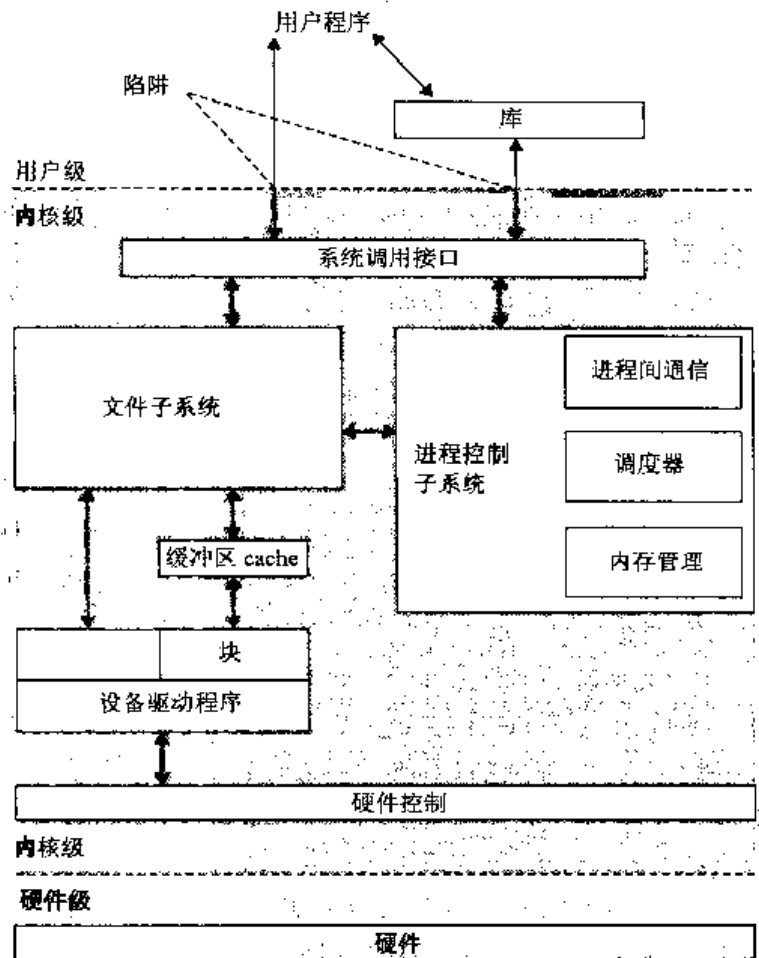 用户程序
陷阱
库
用户级
内核级
系统调用接口
文件子系统
进程间通信
进程控制
子系统
调度器
缓冲区 cache
内存管理
块
设备驱动程序
硬件控制
内核级
硬件级
硬件